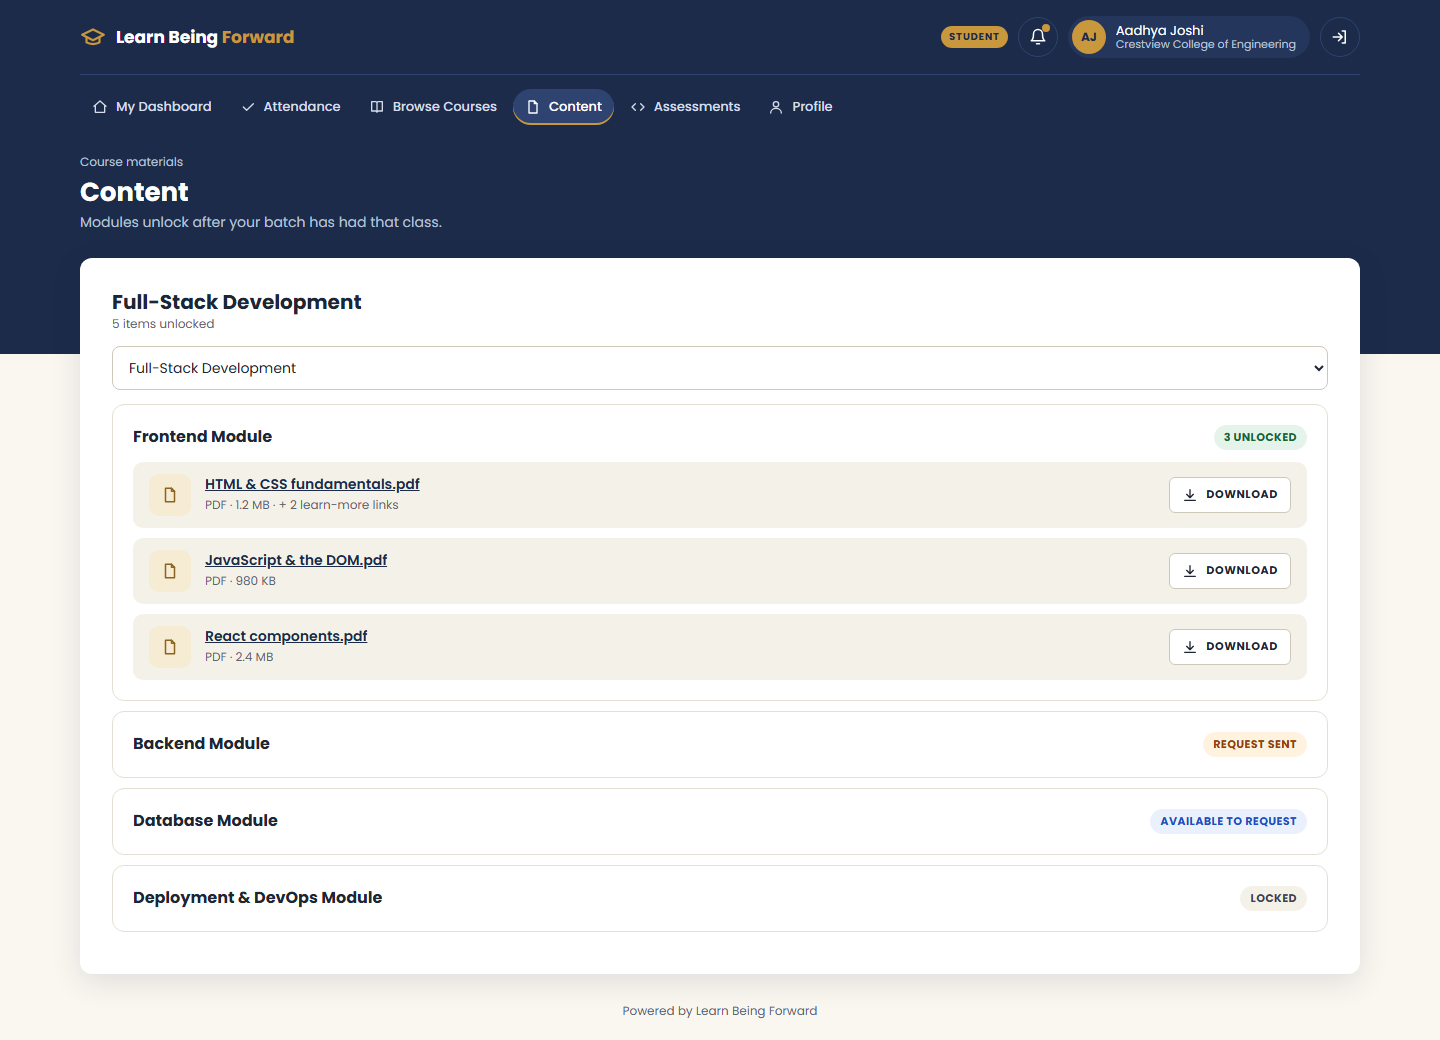 Learn Being Forward
STUDENT
AJ
Aadhya Joshi
Crestview College of Engineering
My Dashboard
Attendance
Browse Courses
Content
Assessments
Profile
Course materials
Content
Modules unlock after your batch has had that class.
Full-Stack Development
5 items unlocked
Full-Stack Development
Frontend Module
3 UNLOCKED
HTML & CSS fundamentals.pdf
PDF · 1.2 MB · + 2 learn-more links
DOWNLOAD
JavaScript & the DOM.pdf
PDF · 980 KB
DOWNLOAD
React components.pdf
PDF · 2.4 MB
DOWNLOAD
Backend Module
REQUEST SENT
Database Module
AVAILABLE TO REQUEST
Deployment & DevOps Module
LOCKED
Powered by Learn Being Forward